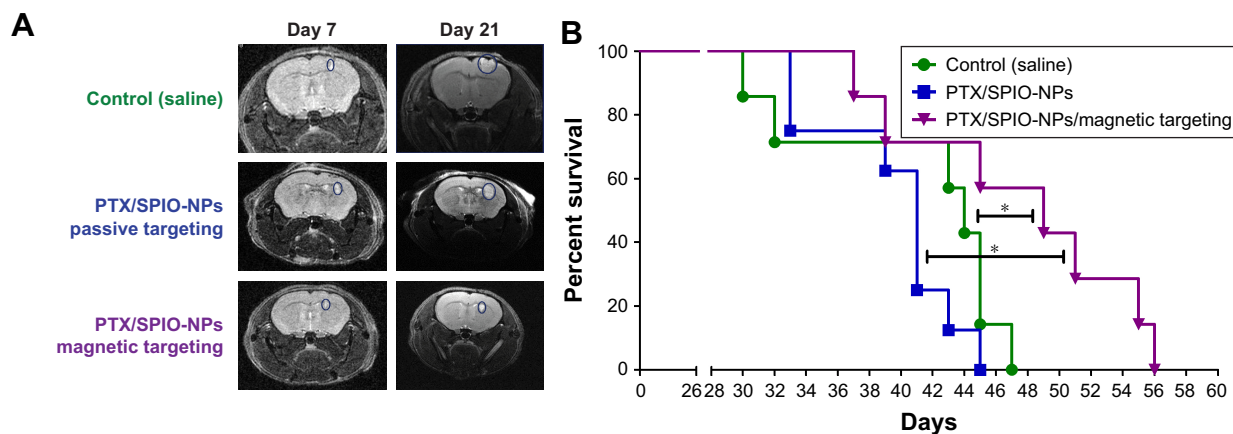 A
Day 7
Day 21
Control (saline)
PTX/SPIO-NPs
passive targeting
PTX/SPIO-NPs
magnetic targeting
B
Percent survival
100
80
60
40
20
0
Control (saline)
PTX/SPIO-NPs
PTX/SPIO-NPs/magnetic targeting
*
*
0 26 28 30 32 34 36 38 40 42 44 46 48 50 52 54 56 58 60
Days